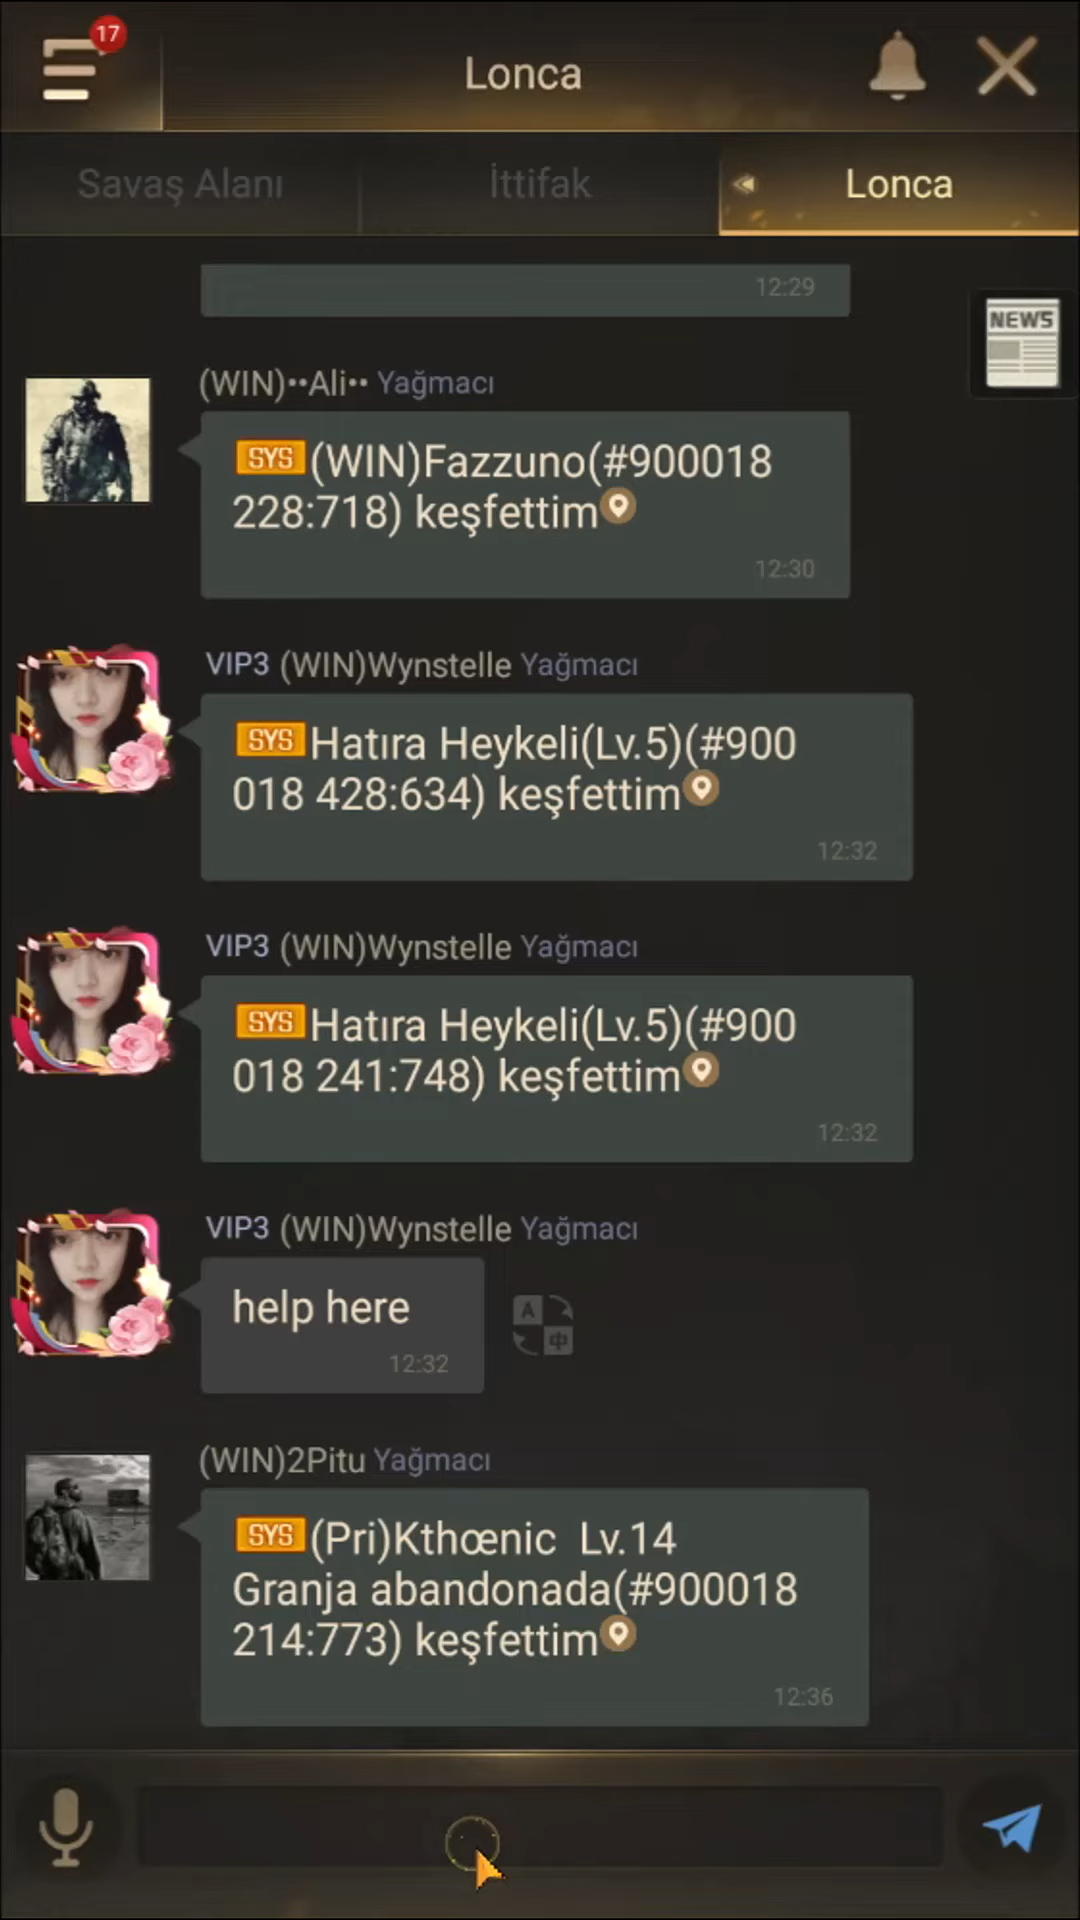 17
Lonca
Savaş Alanı
İttifak
Lonca
12:29
NEWS
(WIN)••Ali•• Yağmacı
SYS (WIN)Fazzuno(#900018
228:718) keşfettim
12:30
VIP3 (WIN)Wynstelle Yağmacı
SYS Hatıra Heykeli(Lv.5)(#900
018 428:634) keşfettim
12:32
VIP3 (WIN)Wynstelle Yağmacı
SYS Hatıra Heykeli(Lv.5)(#900
018 241:748) keşfettim
12:32
VIP3 (WIN)Wynstelle Yağmacı
help here
A
中
12:32
(WIN)2Pitu Yağmacı
SYS (Pri)Kthœnic Lv.14
Granja abandonada(#900018
214:773) keşfettim
12:36